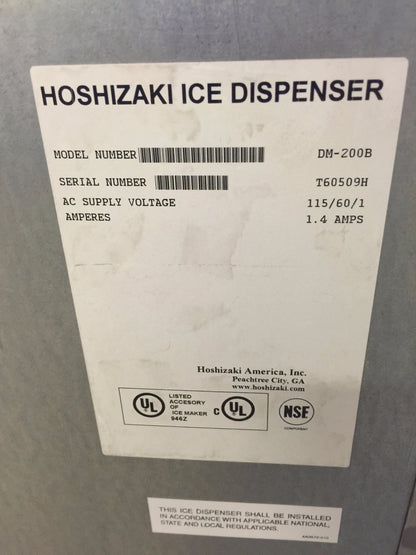 HOSHIZAKI ICE DISPENSER
MODEL NUMBER DM-200B
SERIAL NUMBER T60509H
AC SUPPLY VOLTAGE 115/60/1
AMPERES 1.4 AMPS
Hoshizaki America, Inc.
Peachtree City, GA
www.hoshizaki.com
UL LISTED
ACCESORY
OF
ICE MAKER
946Z
C UL
NSF
COMPONENT
THIS ICE DISPENSER SHALL BE INSTALLED
IN ACCORDANCE WITH APPLICABLE NATIONAL,
STATE AND LOCAL REGULATIONS.